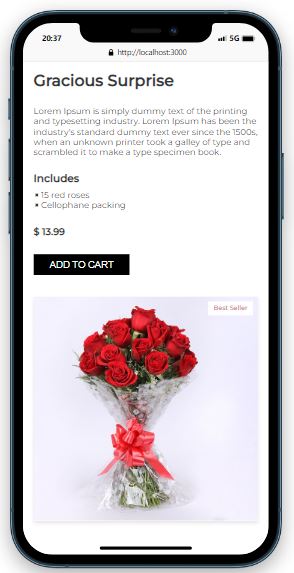 20:37
5G
http://localhost:3000
Gracious Surprise
Lorem Ipsum is simply dummy text of the printing
and typesetting industry. Lorem Ipsum has been the
industry's standard dummy text ever since the 1500s,
when an unknown printer took a galley of type and
scrambled it to make a type specimen book.
Includes
▪ 15 red roses
▪ Cellophane packing
$ 13.99
ADD TO CART
Best Seller